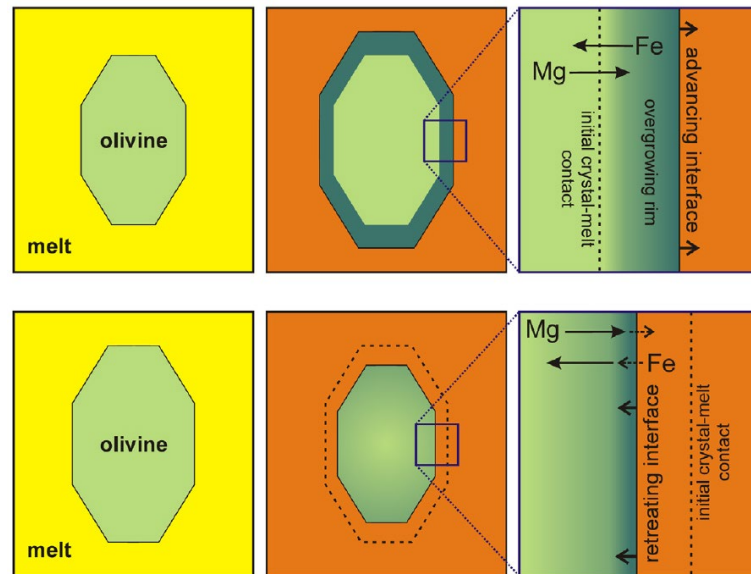 olivine
melt
Fe
Mg
initial crystal-melt
contact
overgrowing rim
advancing interface
olivine
melt
Mg
Fe
retreating interface
initial crystal-melt
contact